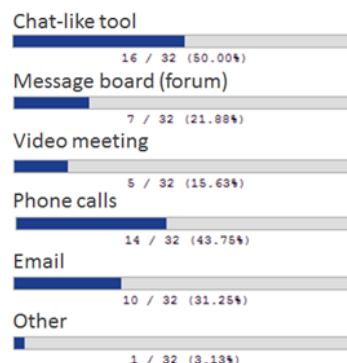 Chat-like tool
16 / 32 (50.00%)
Message board (forum)
7 / 32 (21.88%)
Video meeting
5 / 32 (15.63%)
Phone calls
14 / 32 (43.75%)
Email
10 / 32 (31.25%)
Other
1 / 32 (3.13%)